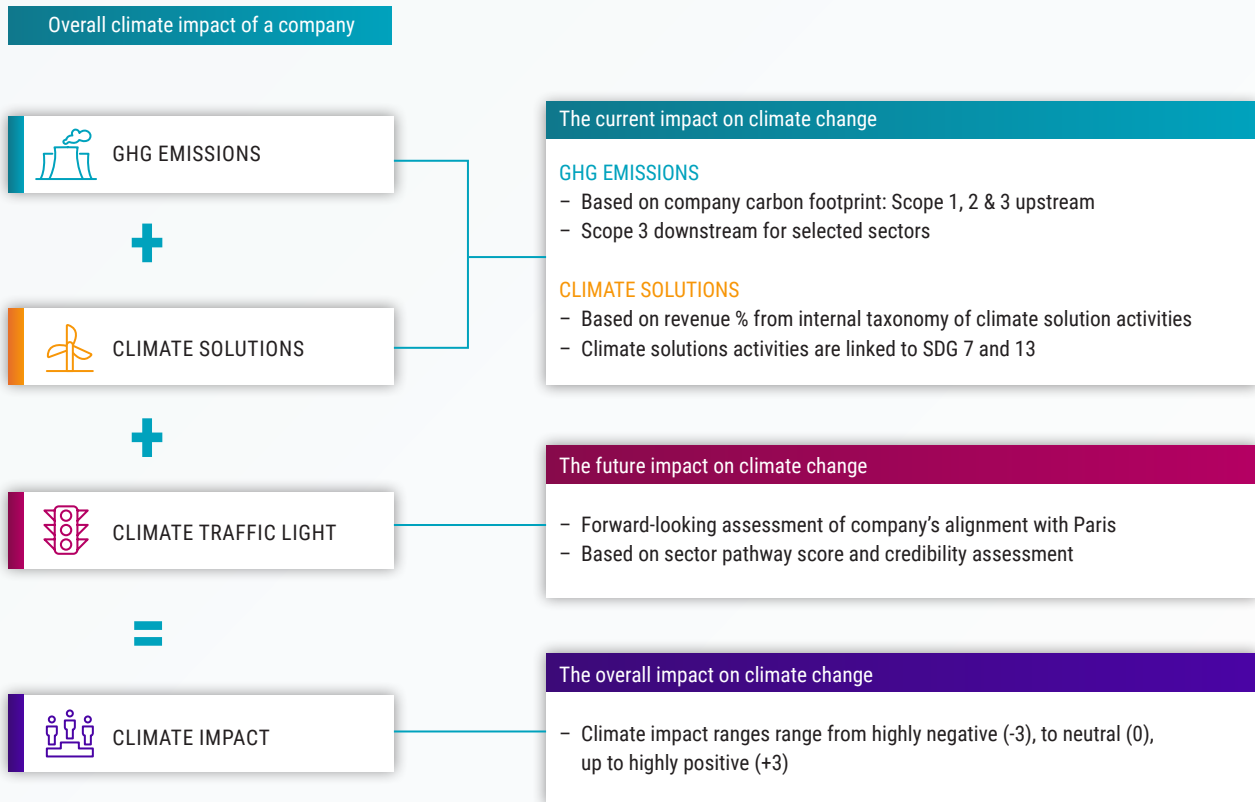 Overall climate impact of a company
GHG EMISSIONS
+
CLIMATE SOLUTIONS
+
CLIMATE TRAFFIC LIGHT
=
CLIMATE IMPACT
The current impact on climate change
GHG EMISSIONS
– Based on company carbon footprint: Scope 1, 2 & 3 upstream
– Scope 3 downstream for selected sectors
CLIMATE SOLUTIONS
– Based on revenue % from internal taxonomy of climate solution activities
– Climate solutions activities are linked to SDG 7 and 13
The future impact on climate change
– Forward-looking assessment of company’s alignment with Paris
– Based on sector pathway score and credibility assessment
The overall impact on climate change
– Climate impact ranges range from highly negative (-3), to neutral (0),
up to highly positive (+3)